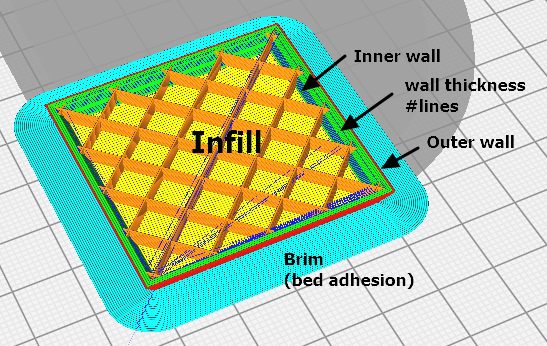 Inner wall
wall thickness
#lines
Infill
Outer wall
Brim
(bed adhesion)